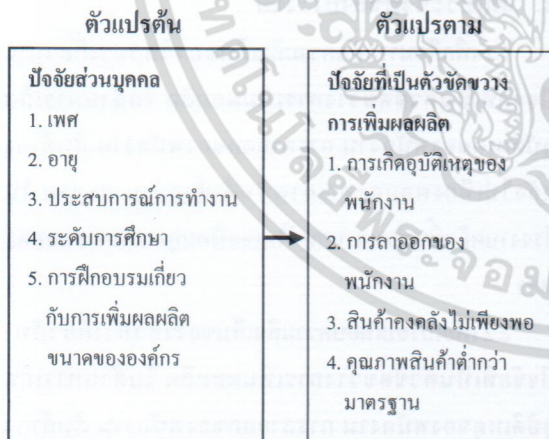 ตัวแปรต้น
ปัจจัยส่วนบุคคล
1. เพศ
2. อายุ
3. ประสบการณ์การทำงาน
4. ระดับการศึกษา
5. การฝึกอบรมเกี่ยว
กับการเพิ่มผลผลิต
ขนาดขององค์กร
ตัวแปรตาม
ปัจจัยที่เป็นตัวขัดขวาง
การเพิ่มผลผลิต
1. การเกิดอุบัติเหตุของ
พนักงาน
2. การลาออกของ
พนักงาน
3. สินค้าคงคลังไม่เพียงพอ
4. คุณภาพสินค้าต่ำกว่า
มาตรฐาน